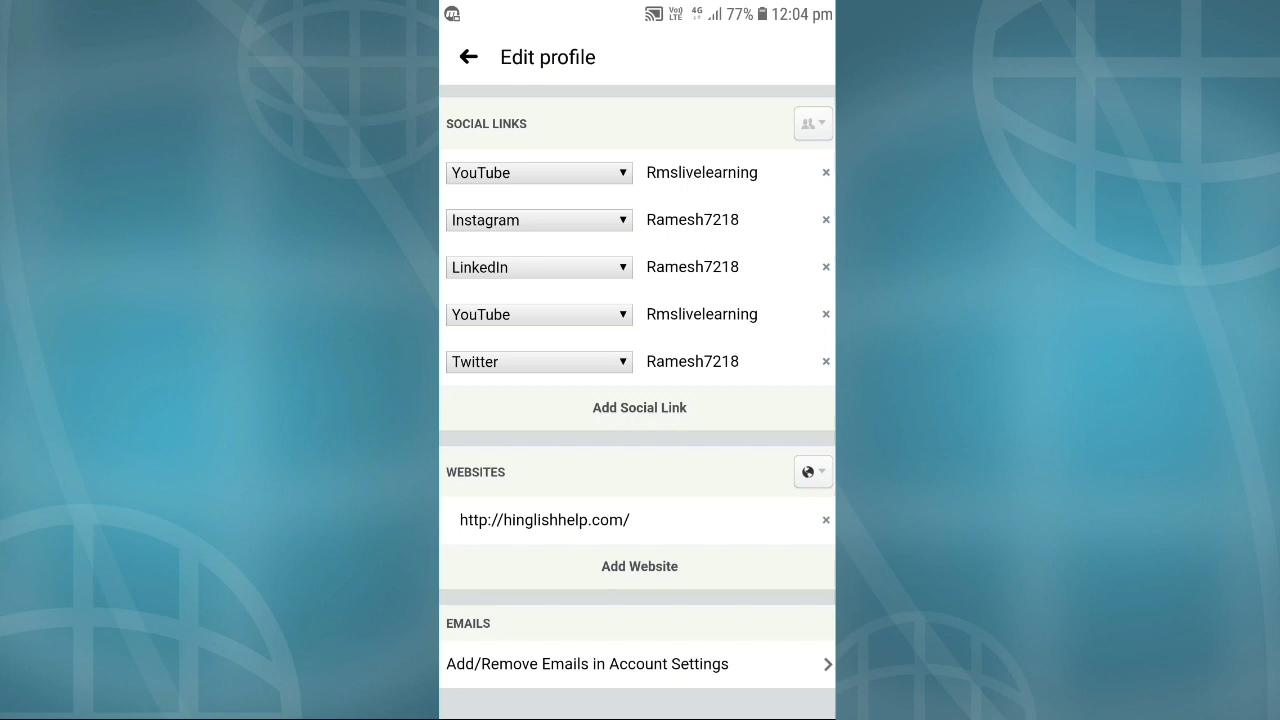 4G 77% 12:04 pm
Edit profile
SOCIAL LINKS
YouTube Rmslivelearning
Instagram Ramesh7218
LinkedIn Ramesh7218
YouTube Rmslivelearning
Twitter Ramesh7218
Add Social Link
WEBSITES
http://hinglishhelp.com/
Add Website
EMAILS
Add/Remove Emails in Account Settings